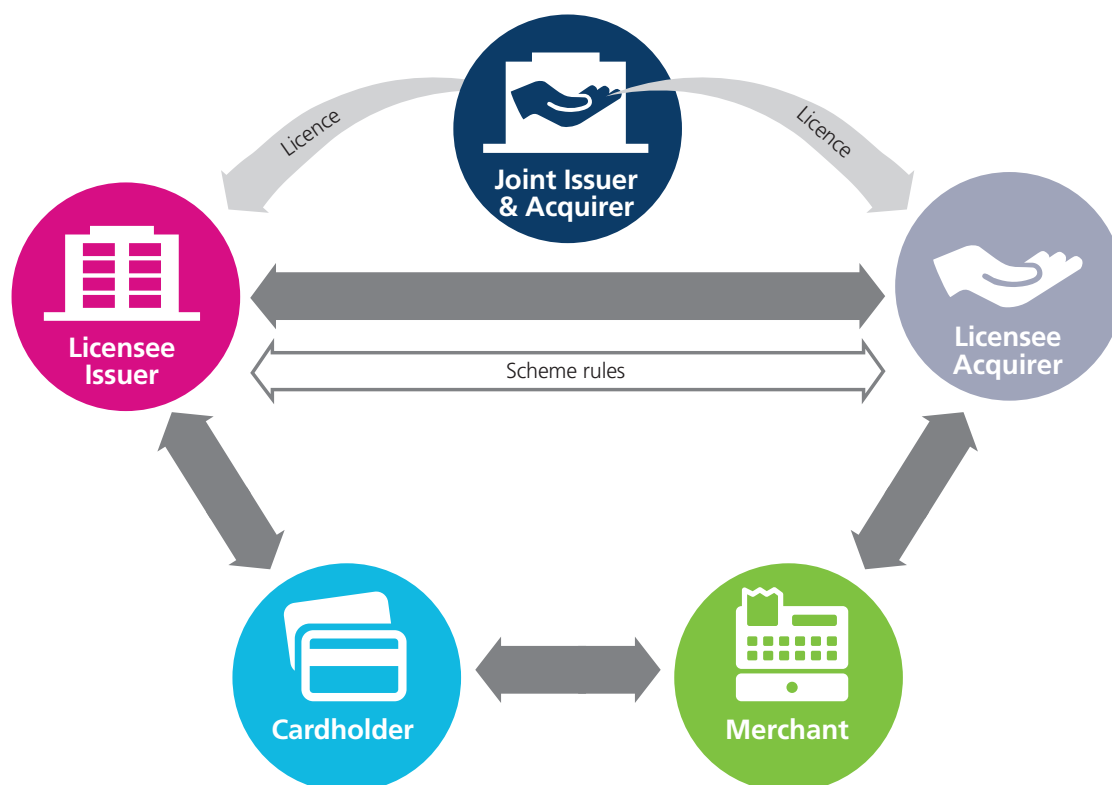 Licence
Licence
Joint Issuer
& Acquirer
Licensee
Issuer
Licensee
Acquirer
Scheme rules
Cardholder
Merchant